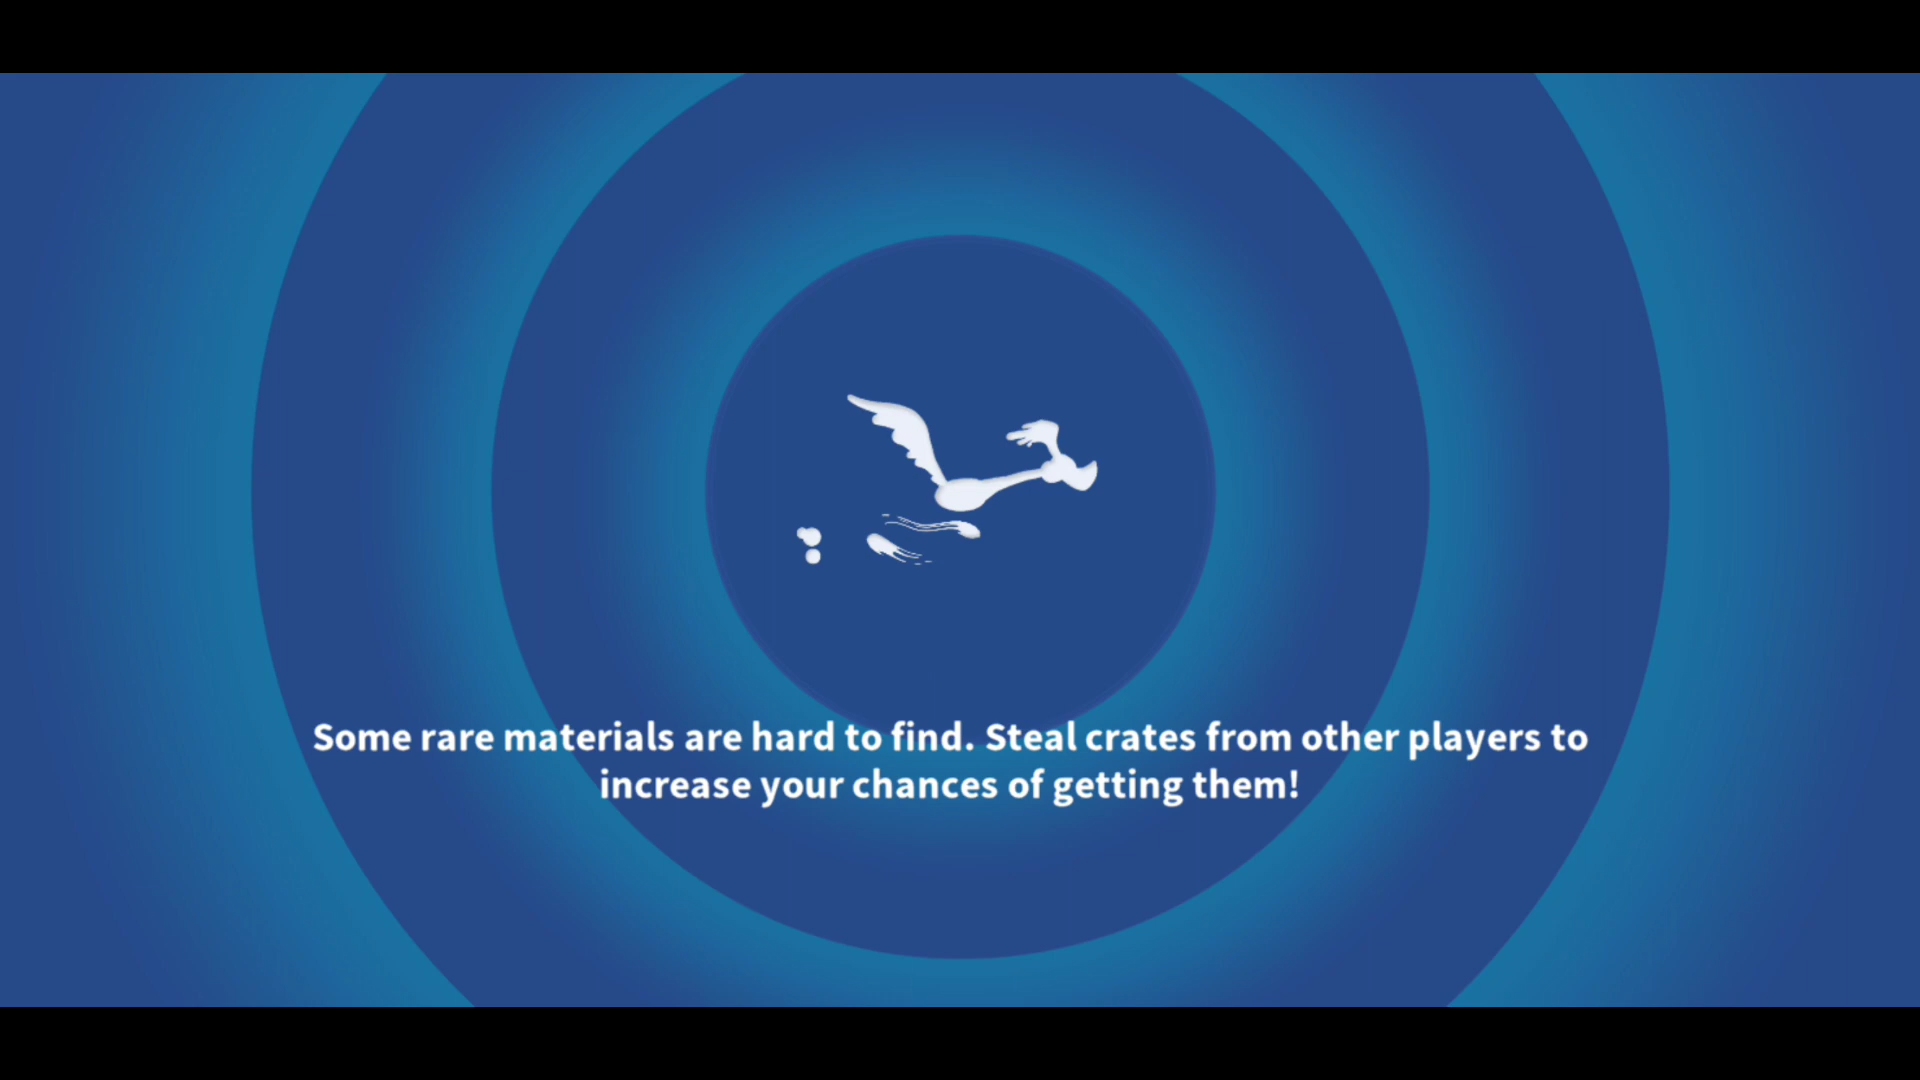 Some rare materials are hard to find. Steal crates from other players to
increase your chances of getting them!